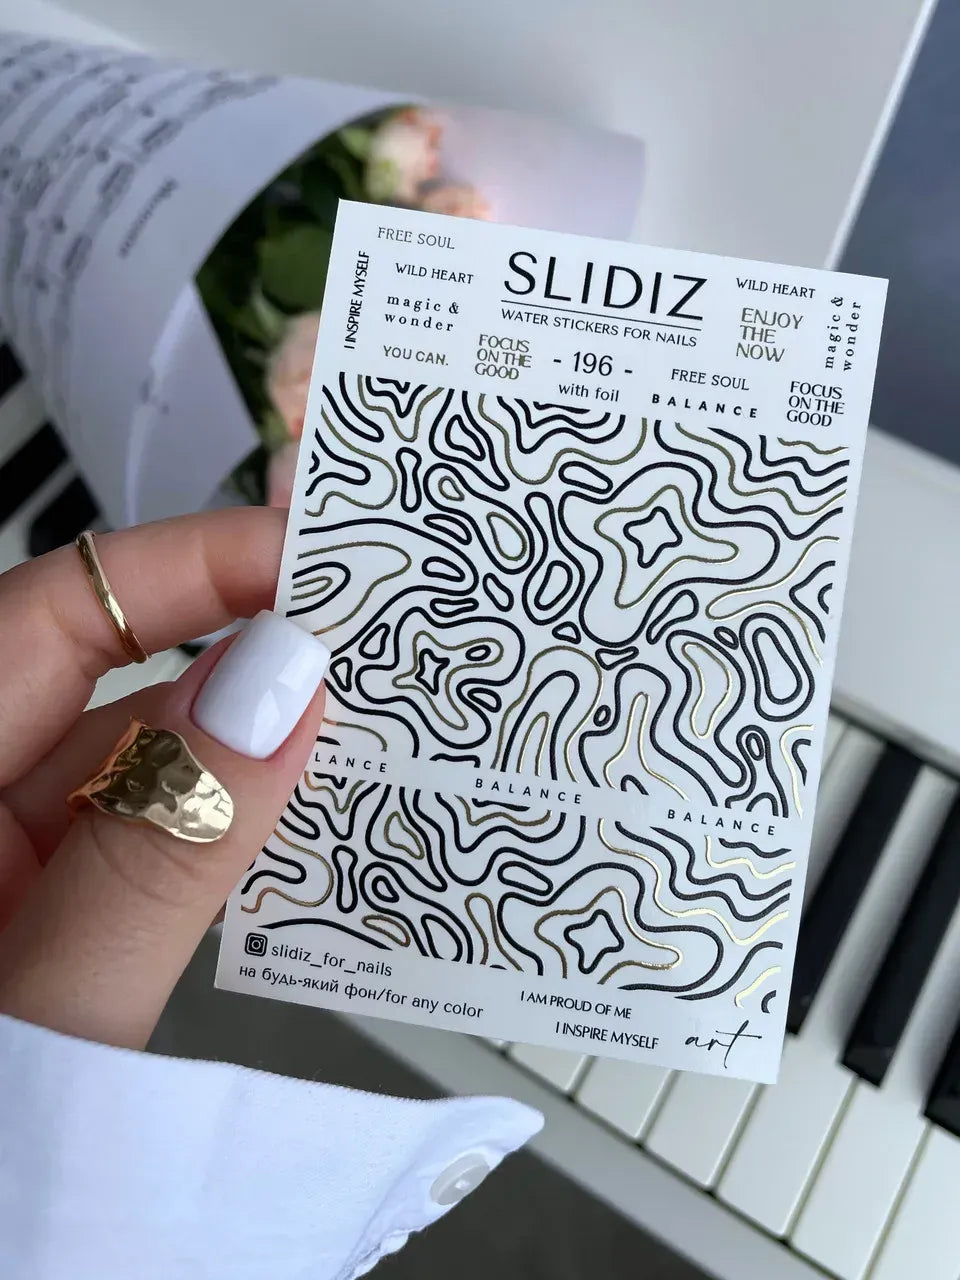 FREE SOUL
I INSPIRE MYSELF
WILD HEART
magic &
wonder
YOU CAN.
FOCUS
ON THE
GOOD
SLIDIZ
WATER STICKERS FOR NAILS
- 196 -
with foil
WILD HEART
ENJOY
THE
NOW
magic &
wonder
FREE SOUL
BALANCE
FOCUS
ON THE
GOOD
LANCE
BALANCE
BALANCE
slidiz_for_nails
на будь-який фон/for any color
I AM PROUD OF ME
I INSPIRE MYSELF
art